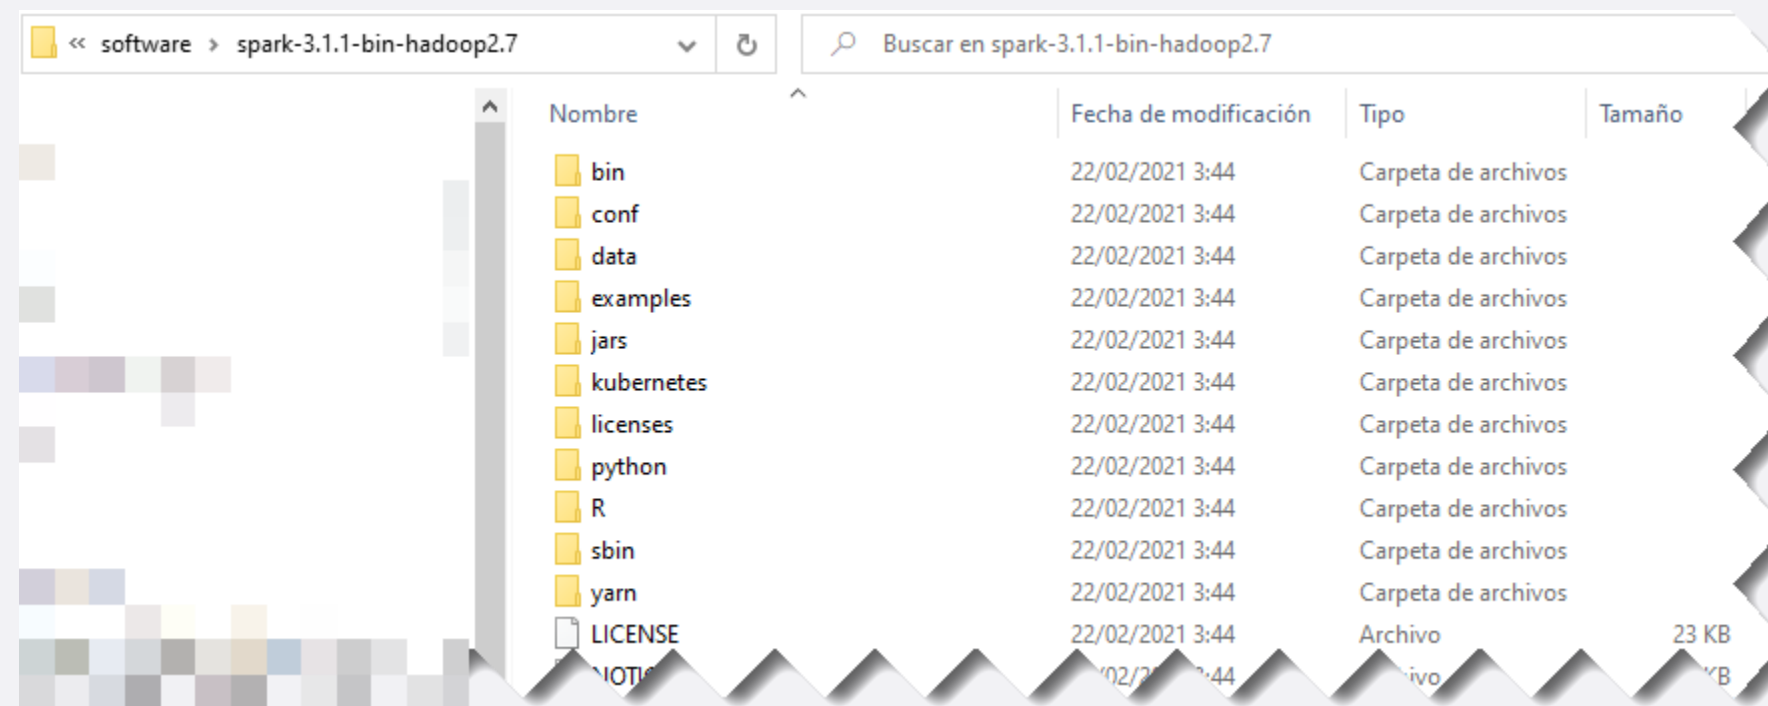 « software › spark-3.1.1-bin-hadoop2.7
Buscar en spark-3.1.1-bin-hadoop2.7
Nombre Fecha de modificación Tipo Tamaño
bin 22/02/2021 3:44 Carpeta de archivos
conf 22/02/2021 3:44 Carpeta de archivos
data 22/02/2021 3:44 Carpeta de archivos
examples 22/02/2021 3:44 Carpeta de archivos
jars 22/02/2021 3:44 Carpeta de archivos
kubernetes 22/02/2021 3:44 Carpeta de archivos
licenses 22/02/2021 3:44 Carpeta de archivos
python 22/02/2021 3:44 Carpeta de archivos
R 22/02/2021 3:44 Carpeta de archivos
sbin 22/02/2021 3:44 Carpeta de archivos
yarn 22/02/2021 3:44 Carpeta de archivos
LICENSE 22/02/2021 3:44 Archivo 23 KB